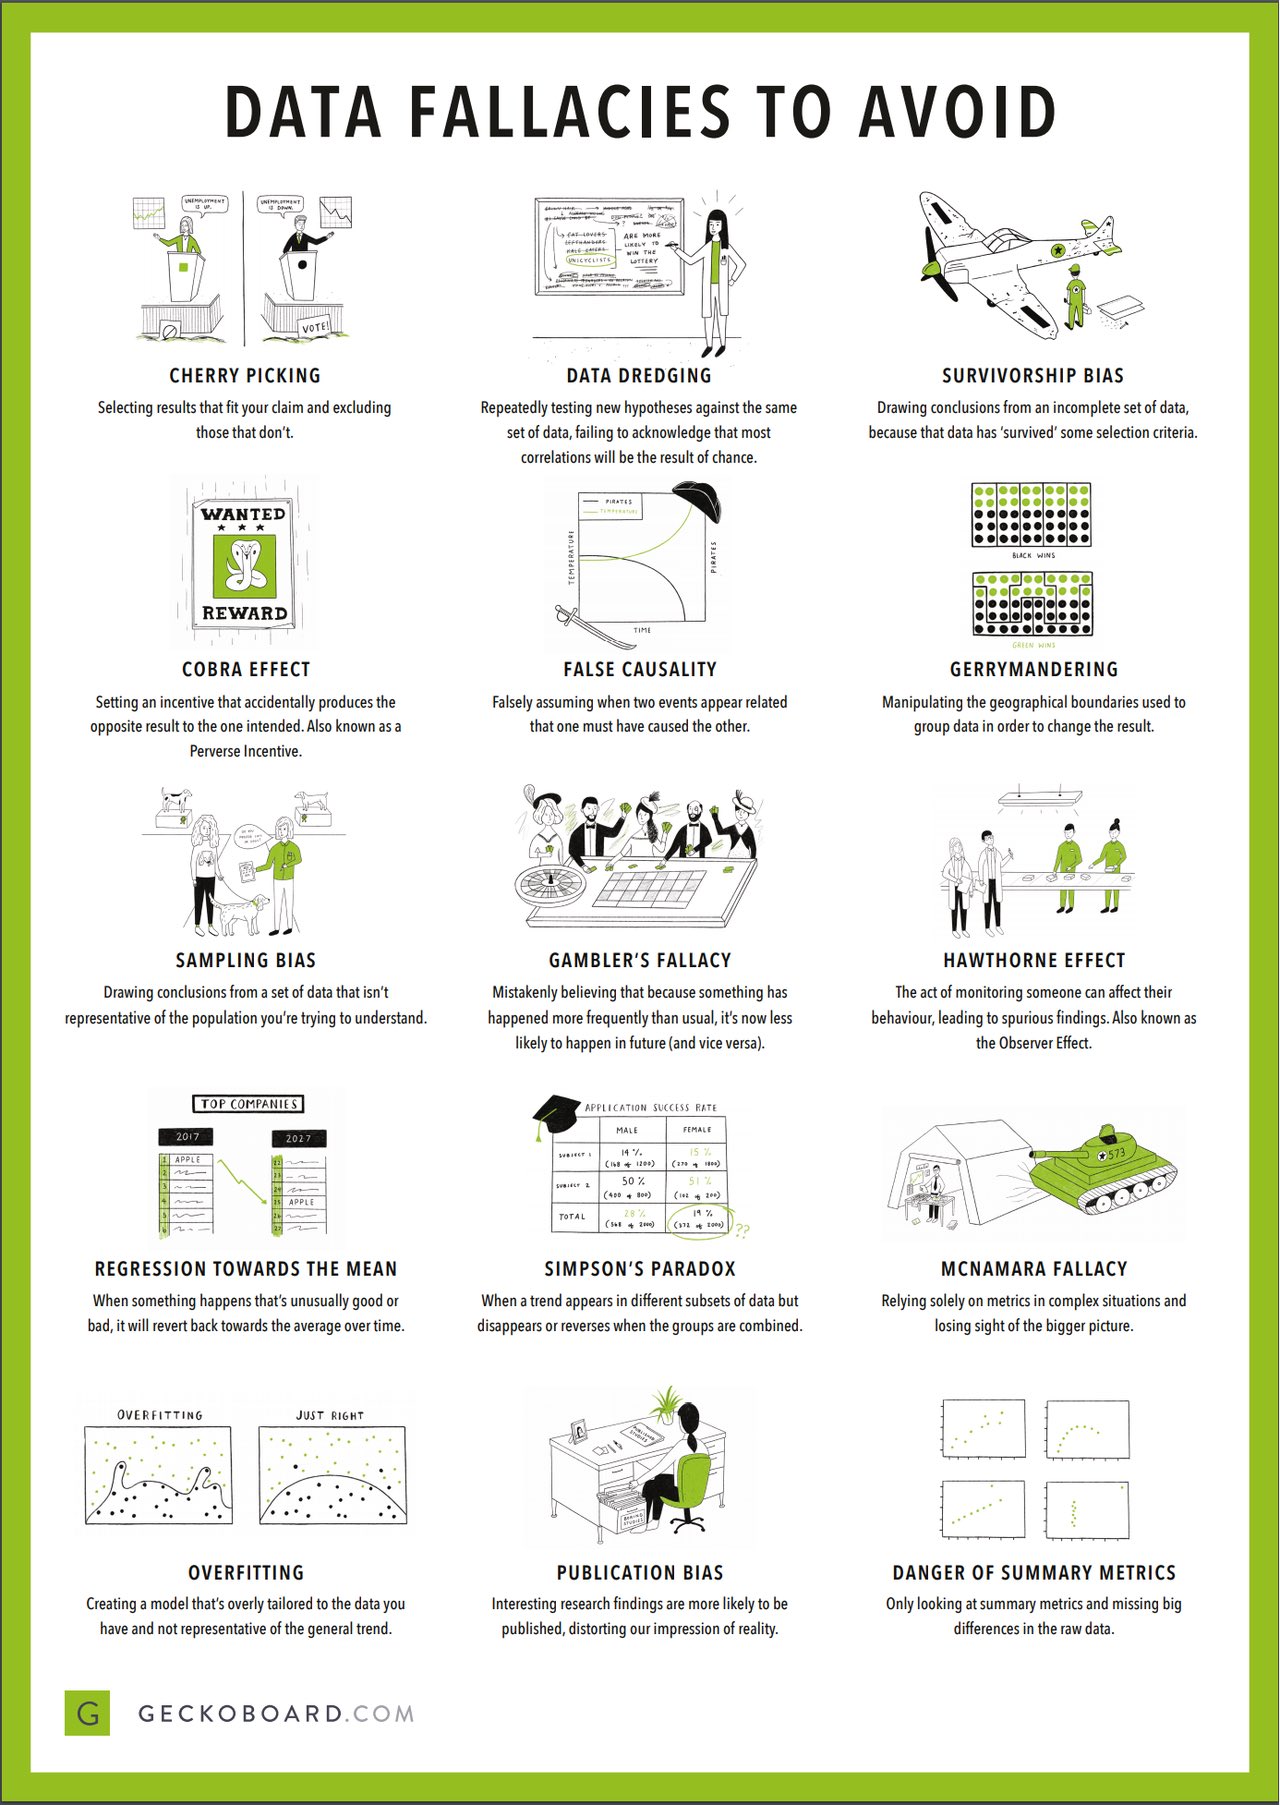 DATA FALLACIES TO AVOID
UNEMPLOYMENT
IS UP.
UNEMPLOYMENT
IS DOWN.
VOTE!
CHERRY PICKING
Selecting results that fit your claim and excluding
those that don't.
CAT LOVERS
LEFTHANDERS
UNICYCLISTS
ARE MORE
LIKELY TO
WIN THE
LOTTERY
DATA DREDGING
Repeatedly testing new hypotheses against the same
set of data, failing to acknowledge that most
correlations will be the result of chance.
SURVIVORSHIP BIAS
Drawing conclusions from an incomplete set of data,
because that data has 'survived' some selection criteria.
WANTED
REWARD
COBRA EFFECT
Setting an incentive that accidentally produces the
opposite result to the one intended. Also known as a
Perverse Incentive.
PIRATES
TEMPERATURE
TEMPERATURE
PIRATES
TIME
FALSE CAUSALITY
Falsely assuming when two events appear related
that one must have caused the other.
BLACK WINS
GREEN WINS
GERRYMANDERING
Manipulating the geographical boundaries used to
group data in order to change the result.
SAMPLING BIAS
Drawing conclusions from a set of data that isn't
representative of the population you're trying to understand.
GAMBLER'S FALLACY
Mistakenly believing that because something has
happened more frequently than usual, it's now less
likely to happen in future (and vice versa).
HAWTHORNE EFFECT
The act of monitoring someone can affect their
behaviour, leading to spurious findings. Also known as
the Observer Effect.
TOP COMPANIES
2017 2027
1 APPLE 22
2 23
3 24
4 25 APPLE
5 26
6 27
REGRESSION TOWARDS THE MEAN
When something happens that's unusually good or
bad, it will revert back towards the average over time.
APPLICATION SUCCESS RATE
MALE FEMALE
SUBJECT 1 14 % 15 %
(168 of 1200) (270 of 1800)
SUBJECT 2 50 % 51 %
(400 of 800) (102 of 200)
TOTAL 28 % 19 %
(568 of 2000) (372 of 2000)
??
SIMPSON'S PARADOX
When a trend appears in different subsets of data but
disappears or reverses when the groups are combined.
573
MCNAMARA FALLACY
Relying solely on metrics in complex situations and
losing sight of the bigger picture.
OVERFITTING
JUST RIGHT
OVERFITTING
Creating a model that's overly tailored to the data you
have and not representative of the general trend.
PUBLISHED
STUDIES
BORING
STUDIES
PUBLICATION BIAS
Interesting research findings are more likely to be
published, distorting our impression of reality.
DANGER OF SUMMARY METRICS
Only looking at summary metrics and missing big
differences in the raw data.
G GECKOBOARD.COM